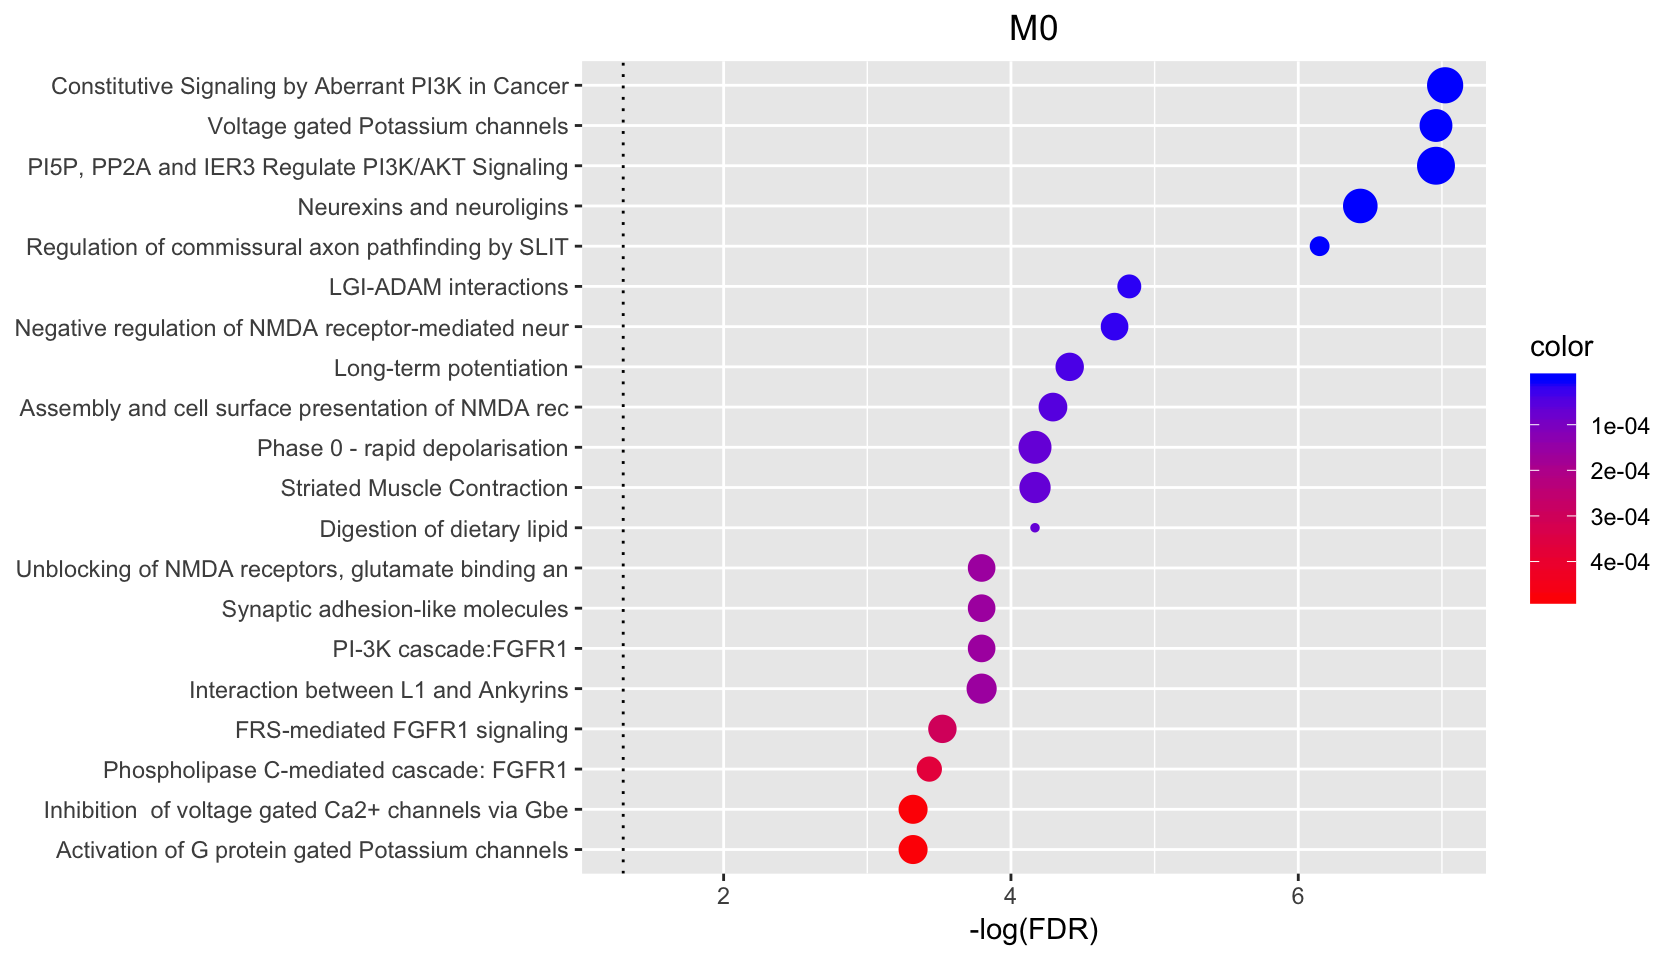 M0
Constitutive Signaling by Aberrant PI3K in Cancer
Voltage gated Potassium channels
PI5P, PP2A and IER3 Regulate PI3K/AKT Signaling
Neurexins and neuroligins
Regulation of commissural axon pathfinding by SLIT
LGI-ADAM interactions
Negative regulation of NMDA receptor-mediated neur
Long-term potentiation
Assembly and cell surface presentation of NMDA rec
Phase 0 - rapid depolarisation
Striated Muscle Contraction
Digestion of dietary lipid
Unblocking of NMDA receptors, glutamate binding an
Synaptic adhesion-like molecules
PI-3K cascade:FGFR1
Interaction between L1 and Ankyrins
FRS-mediated FGFR1 signaling
Phospholipase C-mediated cascade: FGFR1
Inhibition  of voltage gated Ca2+ channels via Gbe
Activation of G protein gated Potassium channels
2 4 6
-log(FDR)
color
1e-04
2e-04
3e-04
4e-04